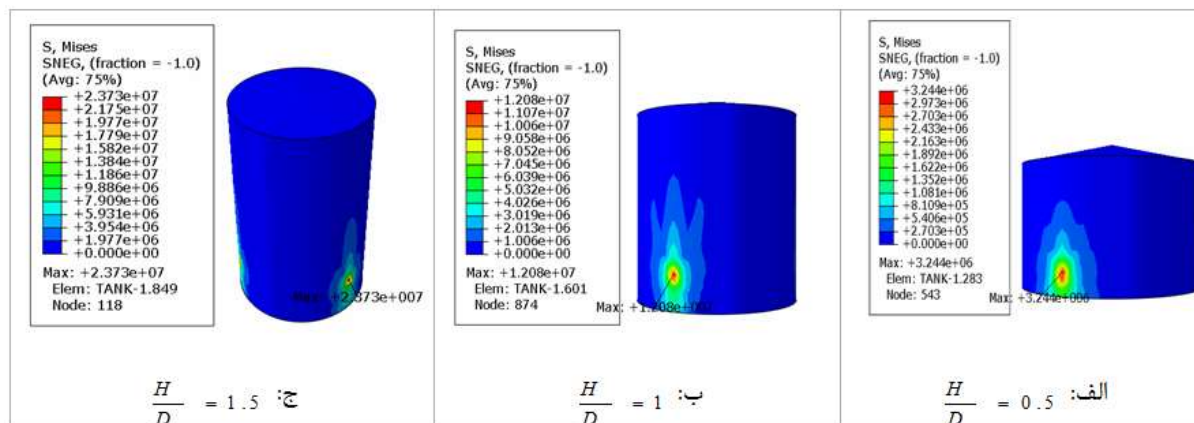 S, Mises
SNEG, (fraction = -1.0)
(Avg: 75%)
+3.244e+06
+2.973e+06
+2.703e+06
+2.433e+06
+2.163e+06
+1.892e+06
+1.622e+06
+1.352e+06
+1.081e+06
+8.109e+05
+5.406e+05
+2.703e+05
+0.000e+00
Max: +3.244e+06
Elem: TANK-1.283
Node: 543
Max: +3.244e+006
الف: H/D = 0.5
S, Mises
SNEG, (fraction = -1.0)
(Avg: 75%)
+1.208e+07
+1.107e+07
+1.006e+07
+9.058e+06
+8.052e+06
+7.045e+06
+6.039e+06
+5.032e+06
+4.026e+06
+3.019e+06
+2.013e+06
+1.006e+06
+0.000e+00
Max: +1.208e+07
Elem: TANK-1.601
Node: 874
Max: +1.208e+007
ب: H/D = 1
S, Mises
SNEG, (fraction = -1.0)
(Avg: 75%)
+2.373e+07
+2.175e+07
+1.977e+07
+1.779e+07
+1.582e+07
+1.384e+07
+1.186e+07
+9.886e+06
+7.909e+06
+5.931e+06
+3.954e+06
+1.977e+06
+0.000e+00
Max: +2.373e+07
Elem: TANK-1.849
Node: 118
Max: +2.373e+007
ج: H/D = 1.5